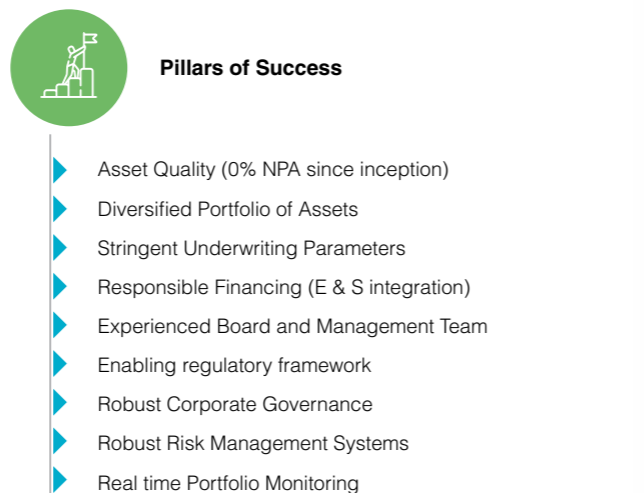 Pillars of Success
Asset Quality (0% NPA since inception)
Diversified Portfolio of Assets
Stringent Underwriting Parameters
Responsible Financing (E & S integration)
Experienced Board and Management Team
Enabling regulatory framework
Robust Corporate Governance
Robust Risk Management Systems
Real time Portfolio Monitoring